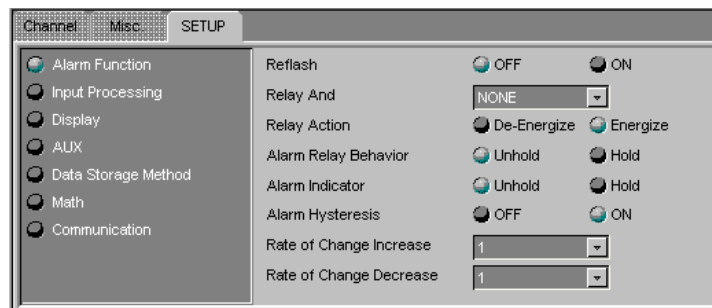 Channel Misc. SETUP
Alarm Function
Input Processing
Display
AUX
Data Storage Method
Math
Communication
Reflash OFF ON
Relay And NONE
Relay Action De-Energize Energize
Alarm Relay Behavior Unhold Hold
Alarm Indicator Unhold Hold
Alarm Hysteresis OFF ON
Rate of Change Increase 1
Rate of Change Decrease 1